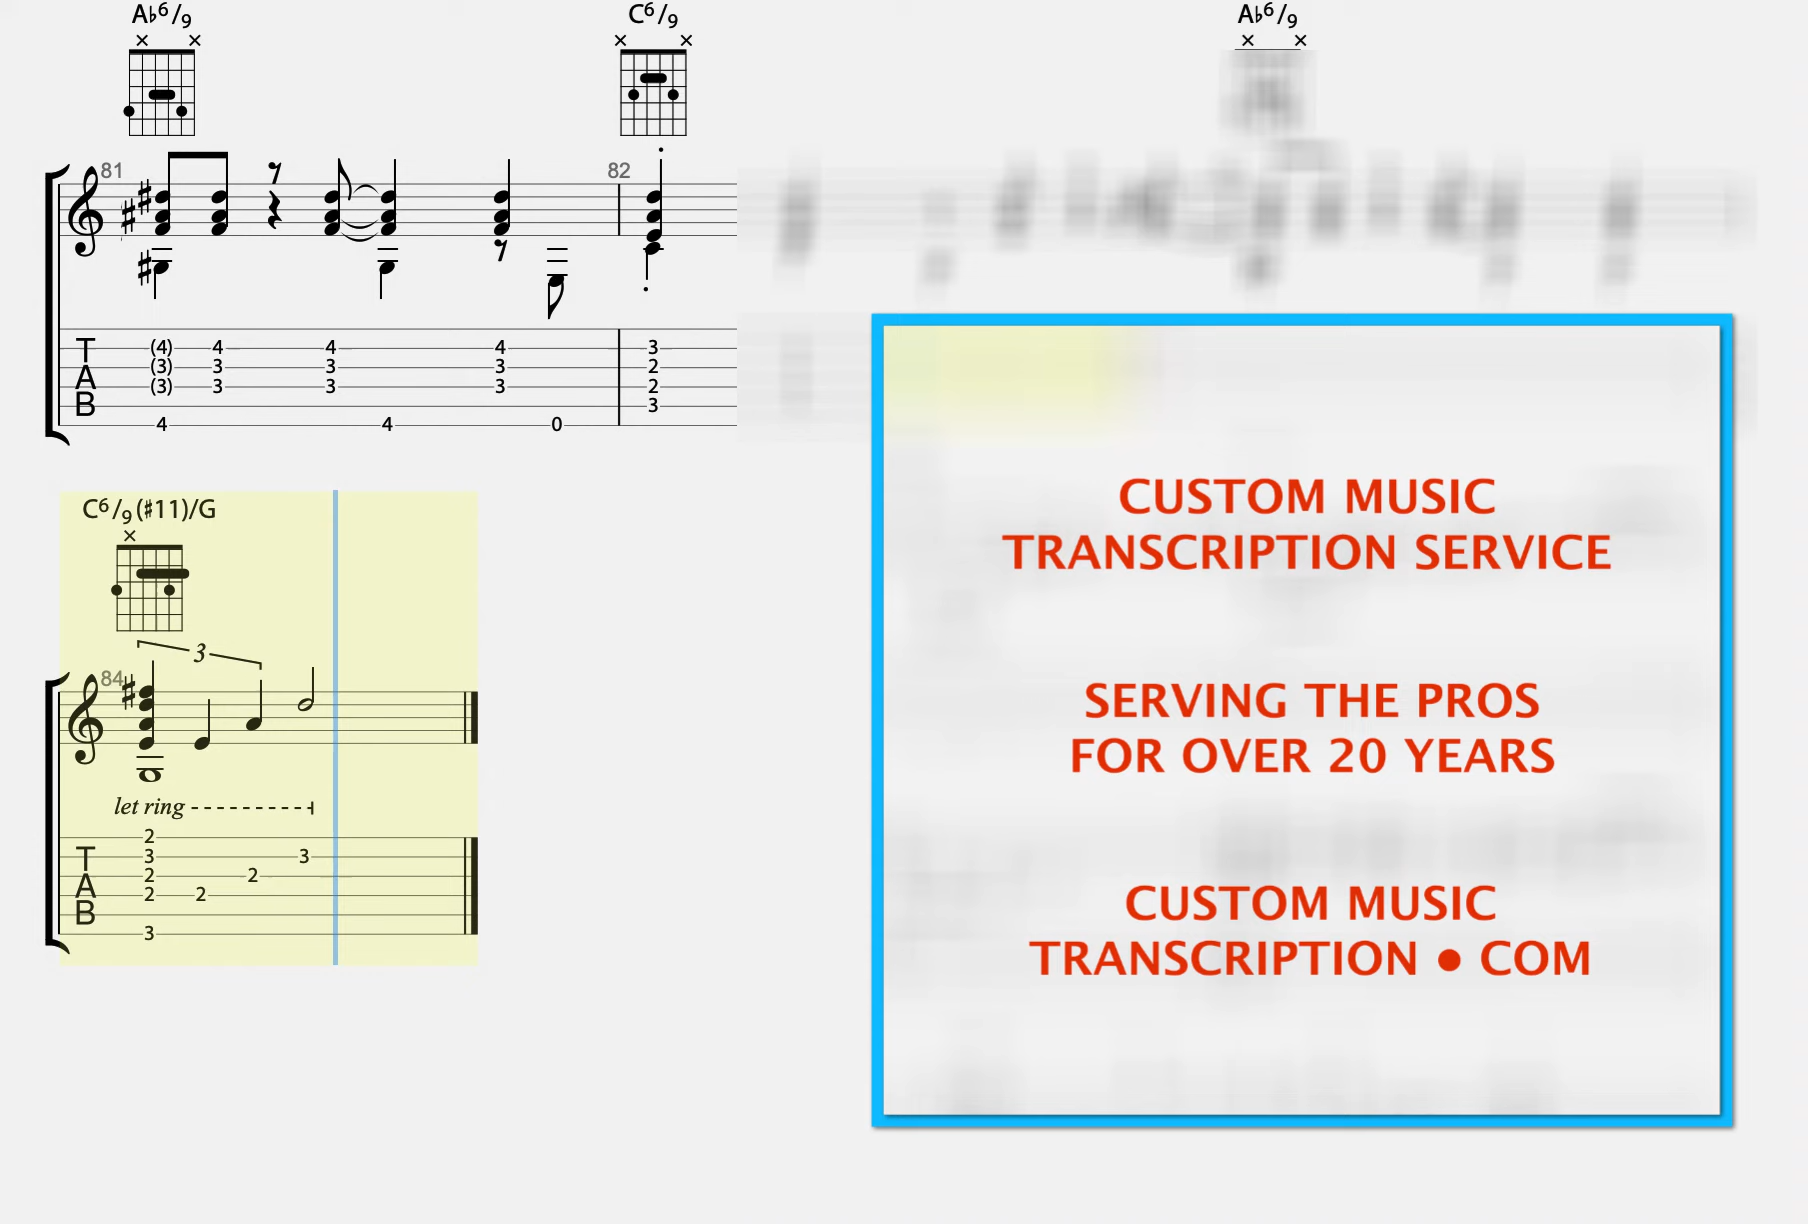 A♭6/9 C6/9 A♭6/9
× × × × × ×
81 82
T (4) 4 4 4 3
(3) 3 3 3 2
A (3) 3 3 3 2
B 3
4 4 0
C6/9(♯11)/G
×
3
84
let ring
2
T 3 3
2 2
A 2 2
B
3
CUSTOM MUSIC
TRANSCRIPTION SERVICE
SERVING THE PROS
FOR OVER 20 YEARS
CUSTOM MUSIC
TRANSCRIPTION ● COM